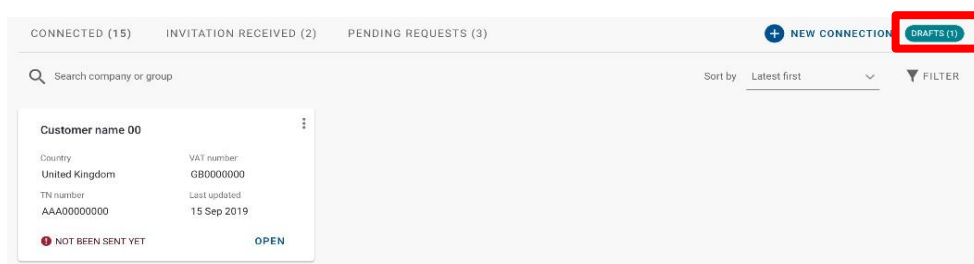 CONNECTED (15) INVITATION RECEIVED (2) PENDING REQUESTS (3) NEW CONNECTION DRAFTS (1)
Search company or group Sort by Latest first FILTER
Customer name 00
Country VAT number
United Kingdom GB0000000
TN number Last updated
AAA00000000 15 Sep 2019
NOT BEEN SENT YET OPEN